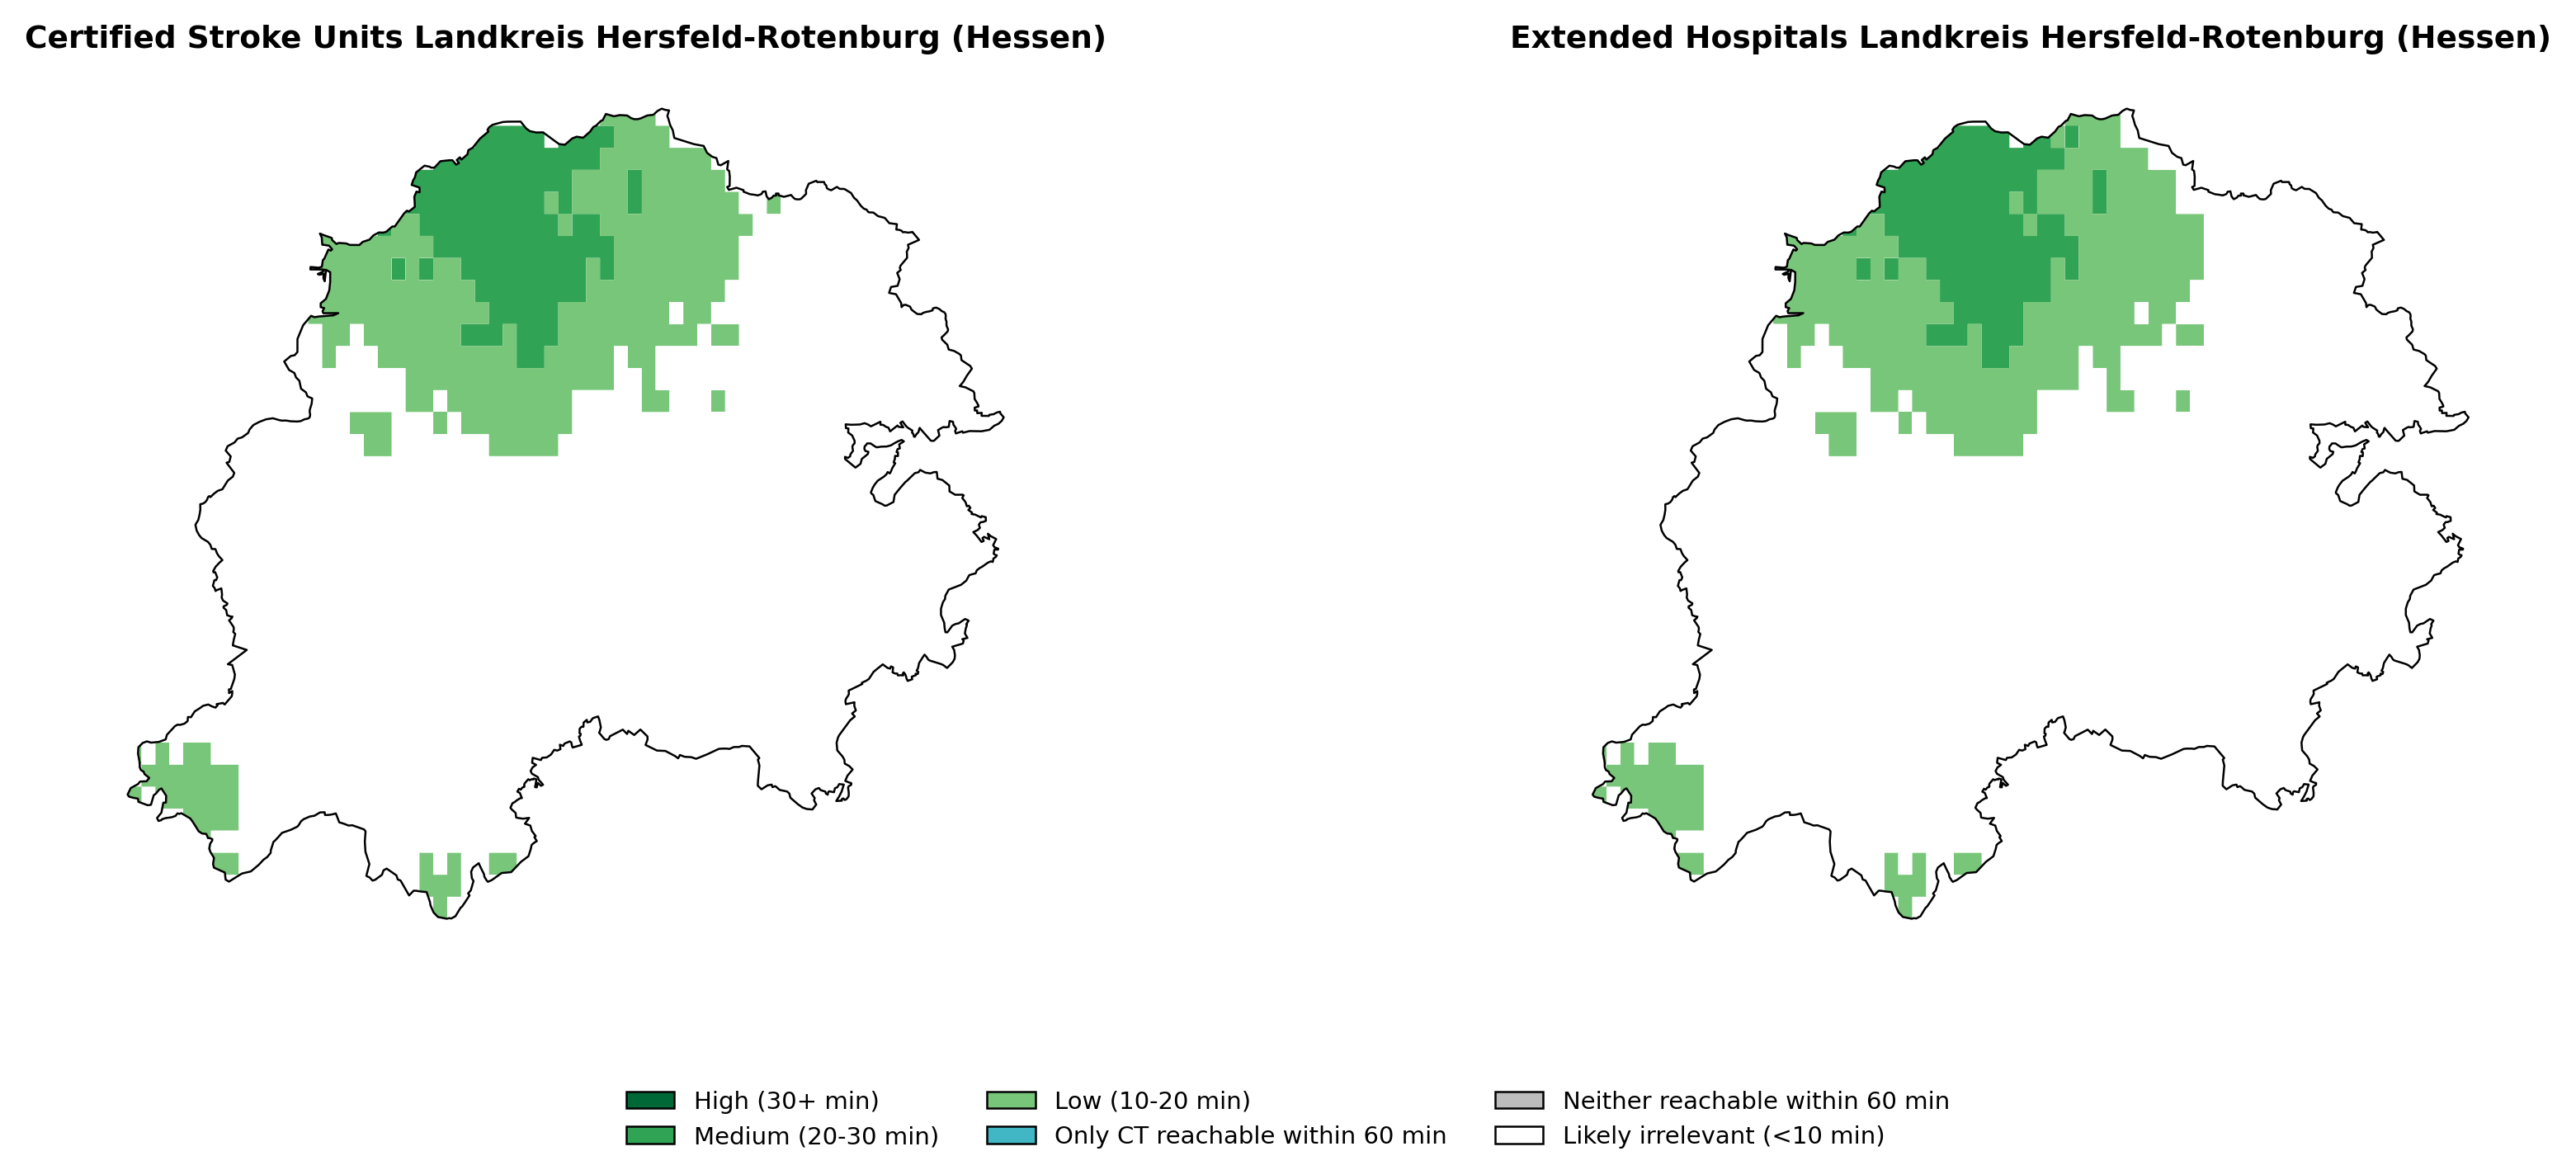 Certified Stroke Units Landkreis Hersfeld-Rotenburg (Hessen)
Extended Hospitals Landkreis Hersfeld-Rotenburg (Hessen)
High (30+ min)
Medium (20-30 min)
Low (10-20 min)
Only CT reachable within 60 min
Neither reachable within 60 min
Likely irrelevant (<10 min)